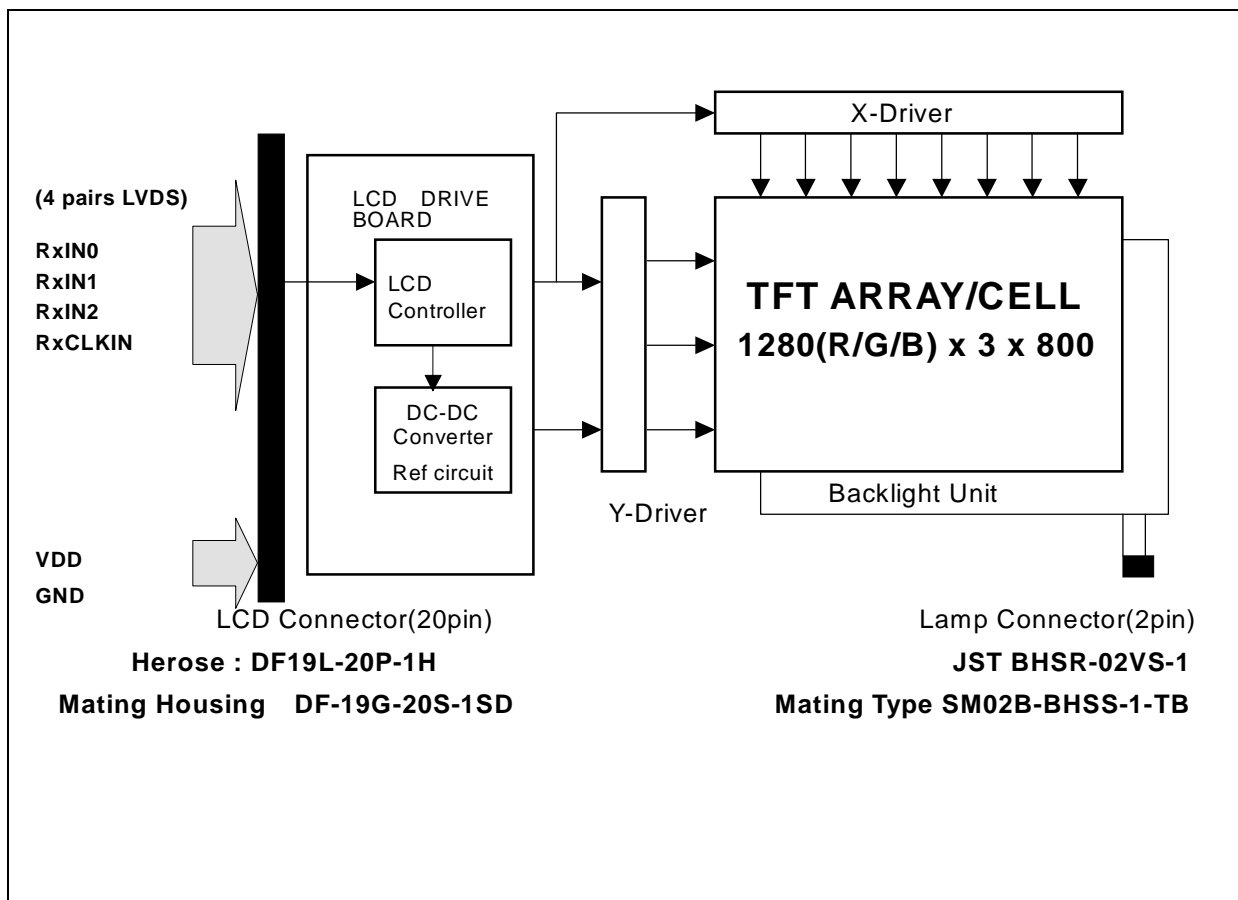 X-Driver
(4 pairs LVDS)
RxIN0
RxIN1
RxIN2
RxCLKIN
LCD DRIVE
BOARD
LCD
Controller
DC-DC
Converter
Ref circuit
Y-Driver
TFT ARRAY/CELL
1280(R/G/B) x 3 x 800
Backlight Unit
VDD
GND
LCD Connector(20pin)
Herose : DF19L-20P-1H
Mating Housing DF-19G-20S-1SD
Lamp Connector(2pin)
JST BHSR-02VS-1
Mating Type SM02B-BHSS-1-TB